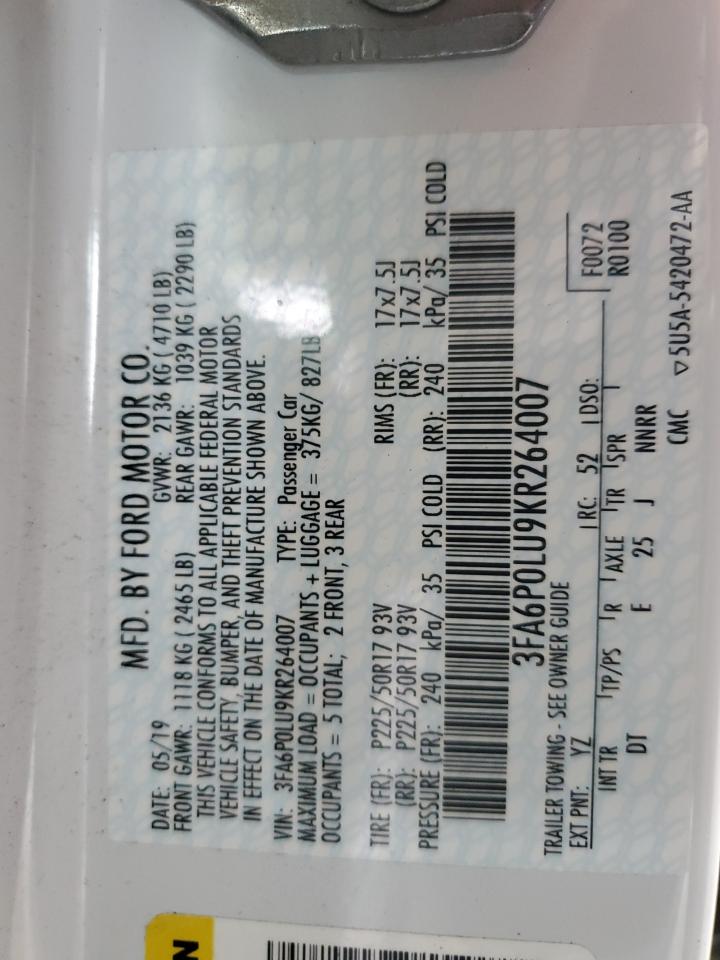 MFD. BY FORD MOTOR CO.
DATE: 05/19 GVWR: 2136 KG ( 4710 LB)
FRONT GAWR: 1118 KG ( 2465 LB) REAR GAWR: 1039 KG ( 2290 LB)
THIS VEHICLE CONFORMS TO ALL APPLICABLE FEDERAL MOTOR
VEHICLE SAFETY, BUMPER, AND THEFT PREVENTION STANDARDS
IN EFFECT ON THE DATE OF MANUFACTURE SHOWN ABOVE.
VIN: 3FA6P0LU9KR264007 TYPE: Passenger Car
MAXIMUM LOAD = OCCUPANTS + LUGGAGE = 375KG/ 827LB
OCCUPANTS = 5 TOTAL; 2 FRONT, 3 REAR
TIRE (FR): P225/50R17 93V RIMS (FR): 17x7.5J
(RR): P225/50R17 93V (RR): 17x7.5J
PRESSURE (FR): 240 kPa/ 35 PSI COLD (RR): 240 kPa/ 35 PSI COLD
3FA6P0LU9KR264007
TRAILER TOWING - SEE OWNER GUIDE
EXT PNT: YZ RC: 52 DSO: F0072
INT TR TP/PS R AXLE TR SPR R0100
DT E 25 J NNRR
CMC ▽5U5A-5420472-AA
N